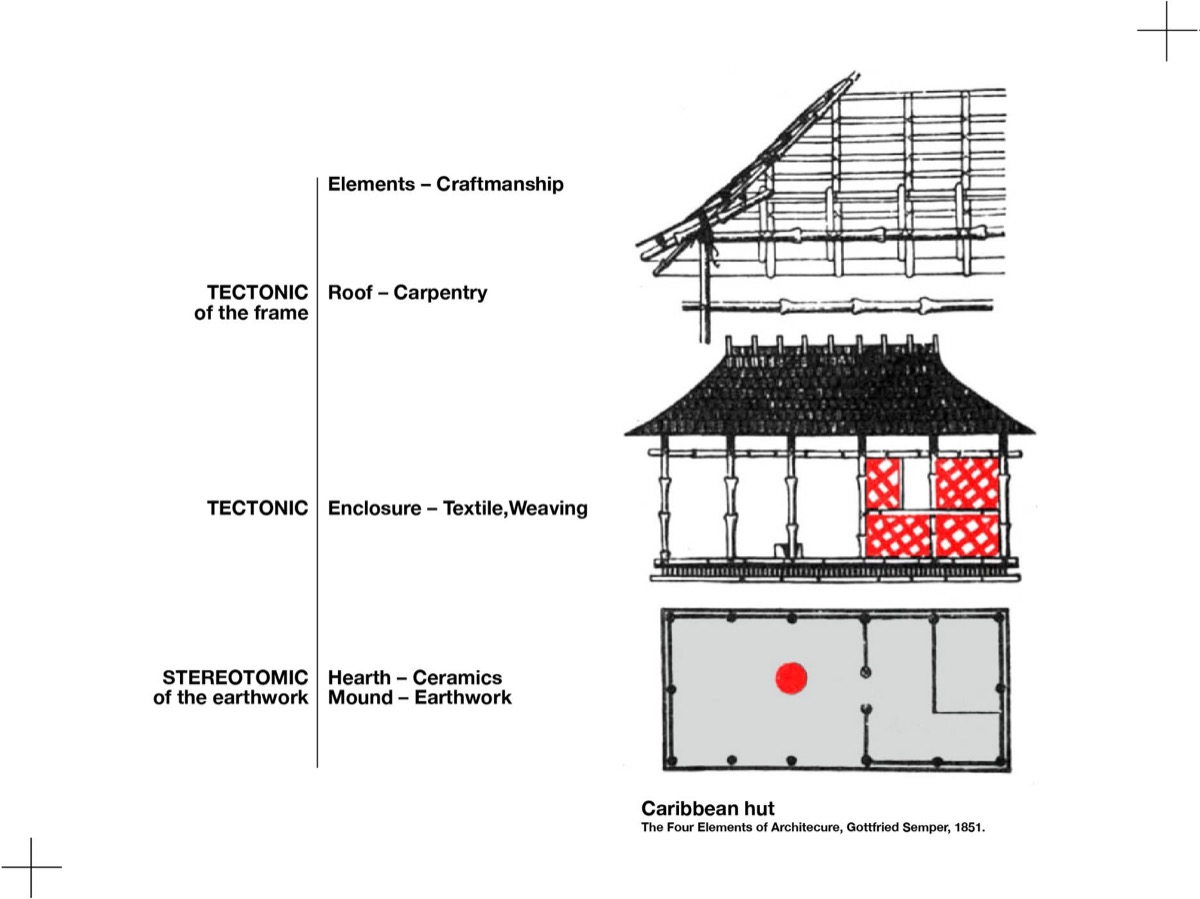 Elements – Craftmanship
TECTONIC
of the frame
Roof – Carpentry
TECTONIC
Enclosure – Textile,Weaving
STEREOTOMIC
of the earthwork
Hearth – Ceramics
Mound – Earthwork
Caribbean hut
The Four Elements of Architecure, Gottfried Semper, 1851.